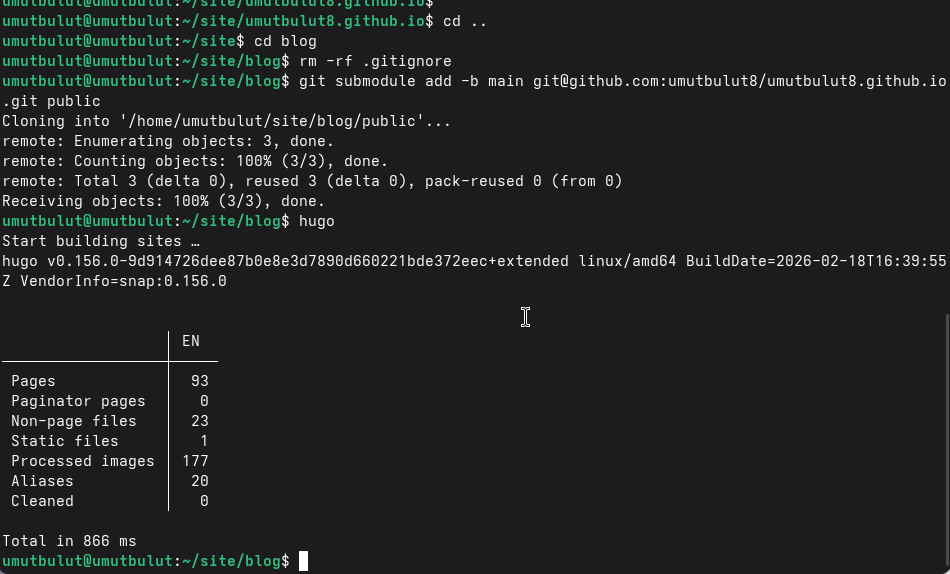 umutbulut@umutbulut:~/site/umutbulut8.github.io$
umutbulut@umutbulut:~/site/umutbulut8.github.io$ cd ..
umutbulut@umutbulut:~/site$ cd blog
umutbulut@umutbulut:~/site/blog$ rm -rf .gitignore
umutbulut@umutbulut:~/site/blog$ git submodule add -b main git@github.com:umutbulut8/umutbulut8.github.io
.git public
Cloning into '/home/umutbulut/site/blog/public'...
remote: Enumerating objects: 3, done.
remote: Counting objects: 100% (3/3), done.
remote: Total 3 (delta 0), reused 3 (delta 0), pack-reused 0 (from 0)
Receiving objects: 100% (3/3), done.
umutbulut@umutbulut:~/site/blog$ hugo
Start building sites …
hugo v0.156.0-9d914726dee87b0e8e3d7890d660221bde372eec+extended linux/amd64 BuildDate=2026-02-18T16:39:55
Z VendorInfo=snap:0.156.0
EN
Pages 93
Paginator pages 0
Non-page files 23
Static files 1
Processed images 177
Aliases 20
Cleaned 0
Total in 866 ms
umutbulut@umutbulut:~/site/blog$